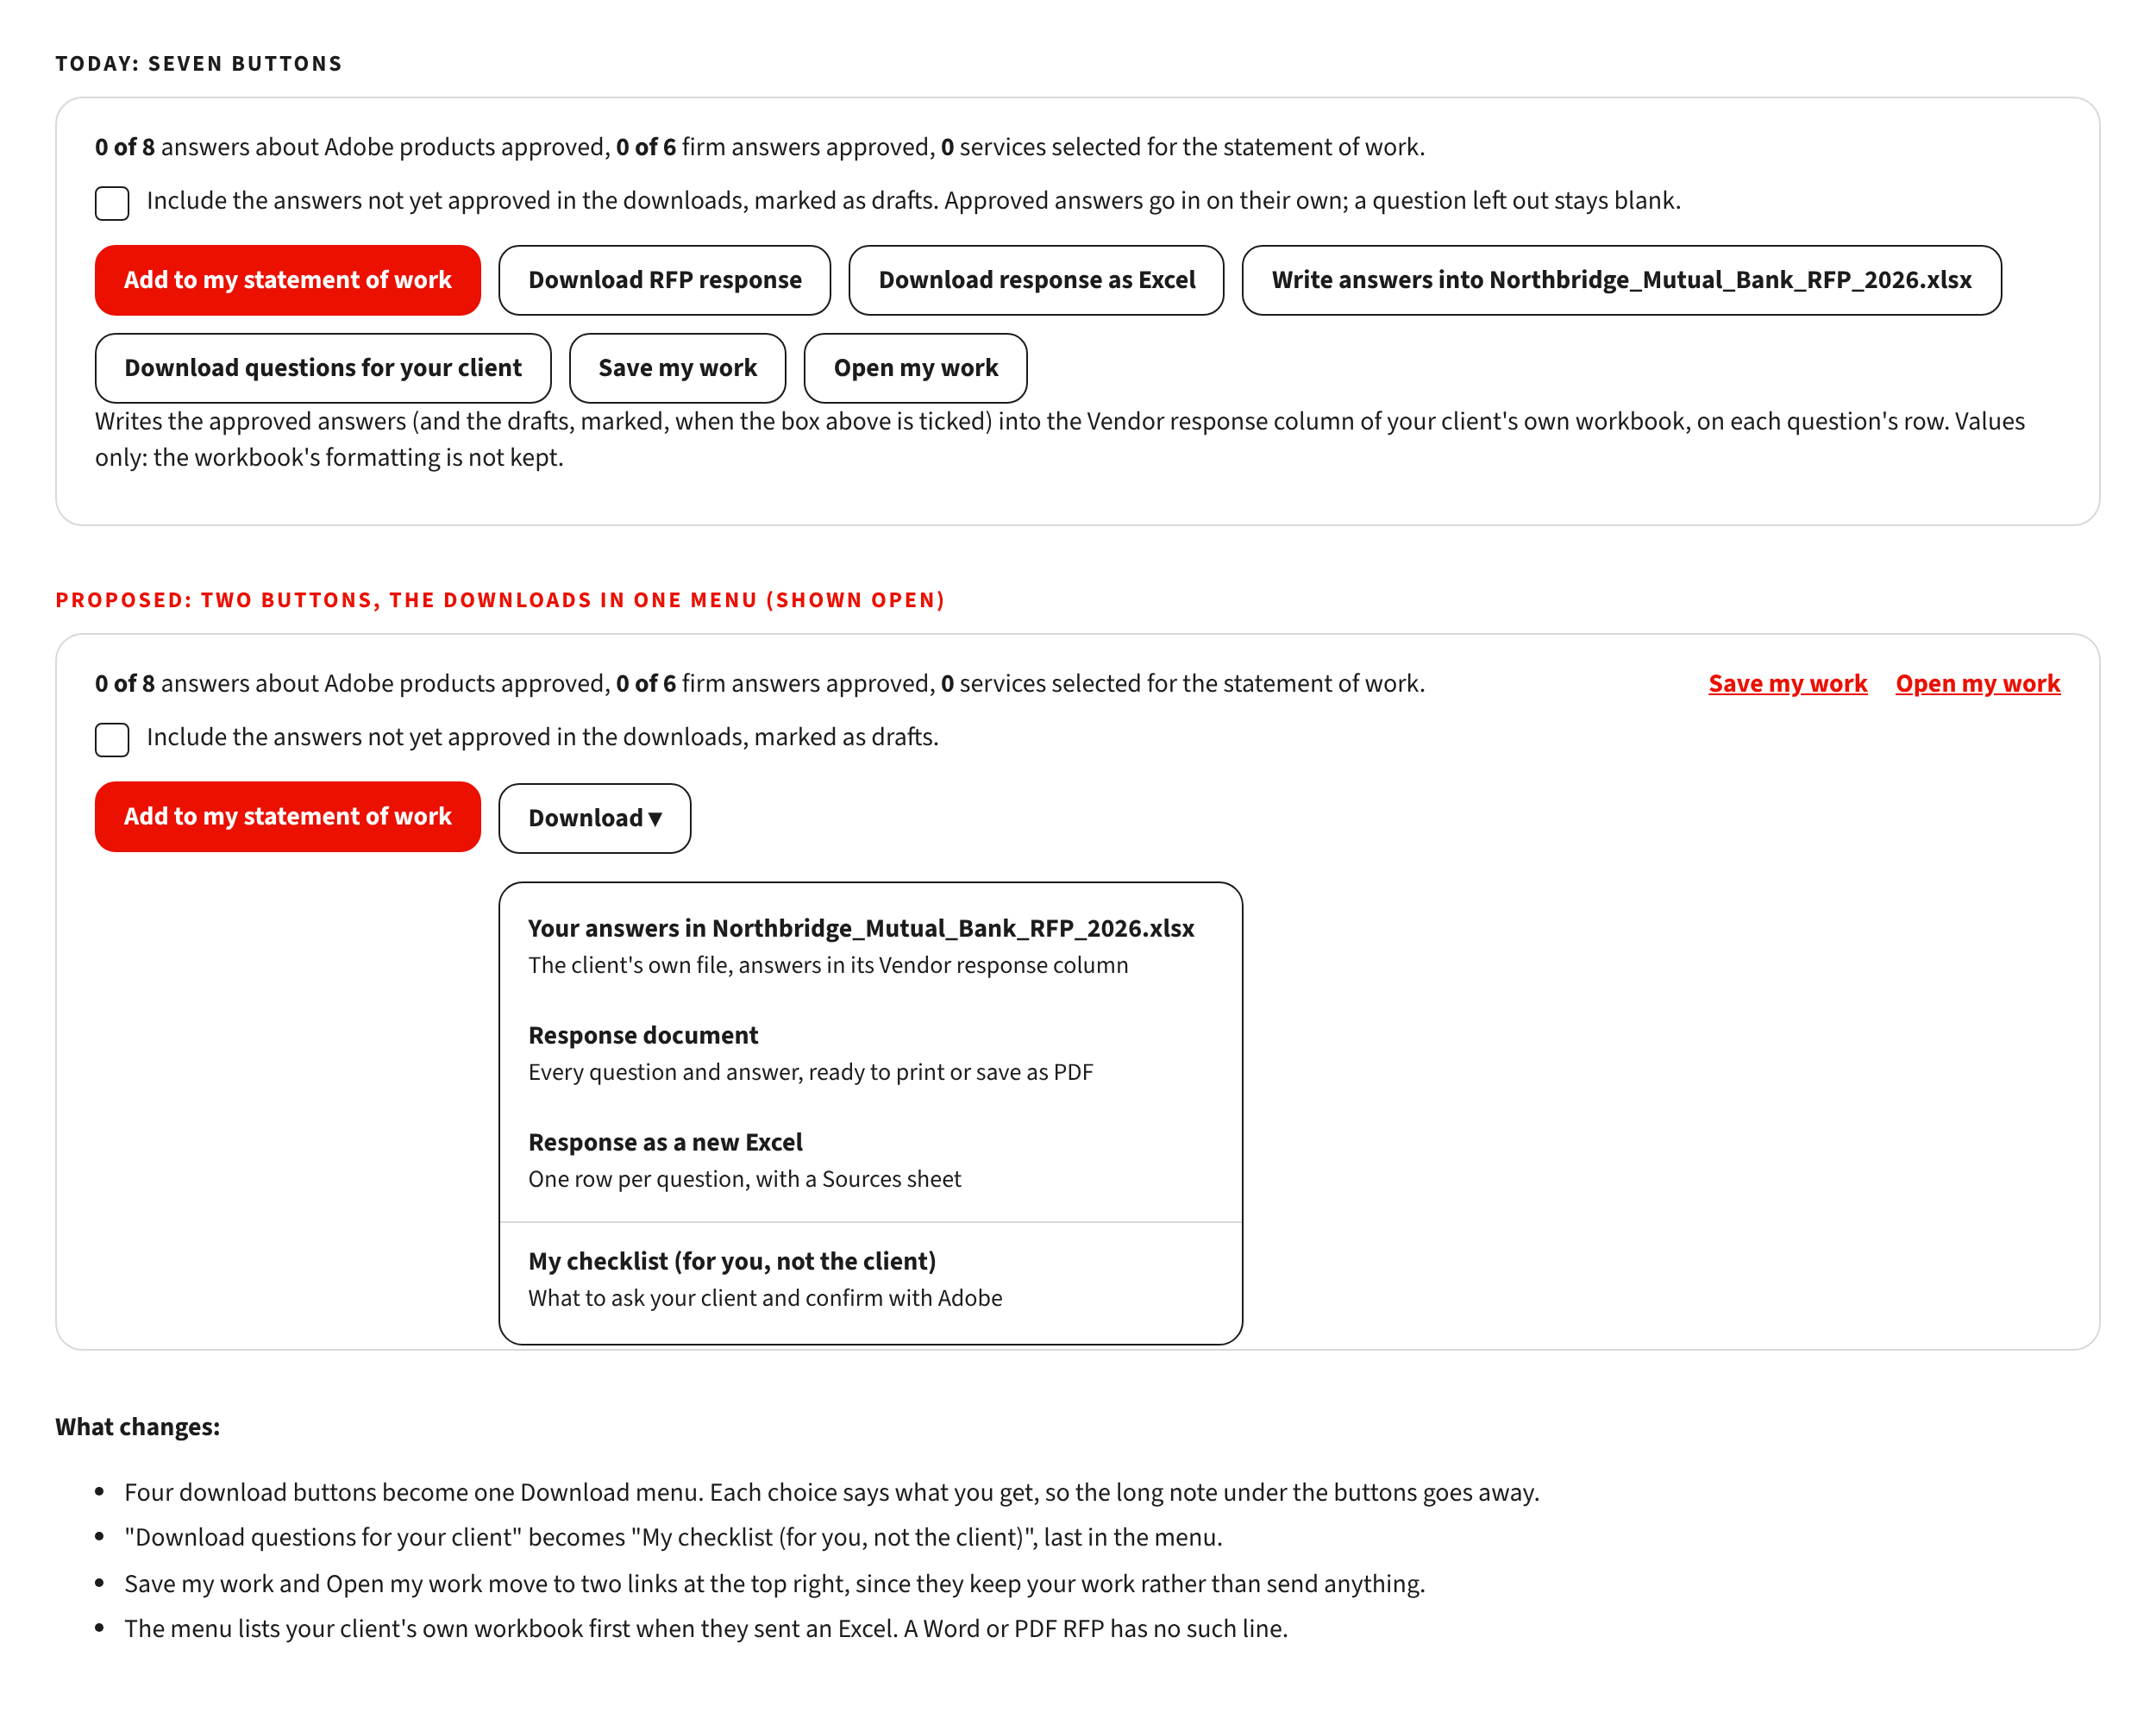 TODAY: SEVEN BUTTONS
0 of 8 answers about Adobe products approved, 0 of 6 firm answers approved, 0 services selected for the statement of work.
Include the answers not yet approved in the downloads, marked as drafts. Approved answers go in on their own; a question left out stays blank.
Add to my statement of work
Download RFP response
Download response as Excel
Write answers into Northbridge_Mutual_Bank_RFP_2026.xlsx
Download questions for your client
Save my work
Open my work
Writes the approved answers (and the drafts, marked, when the box above is ticked) into the Vendor response column of your client's own workbook, on each question's row. Values
only: the workbook's formatting is not kept.
PROPOSED: TWO BUTTONS, THE DOWNLOADS IN ONE MENU (SHOWN OPEN)
0 of 8 answers about Adobe products approved, 0 of 6 firm answers approved, 0 services selected for the statement of work.
Save my work
Open my work
Include the answers not yet approved in the downloads, marked as drafts.
Add to my statement of work
Download ▼
Your answers in Northbridge_Mutual_Bank_RFP_2026.xlsx
The client's own file, answers in its Vendor response column
Response document
Every question and answer, ready to print or save as PDF
Response as a new Excel
One row per question, with a Sources sheet
My checklist (for you, not the client)
What to ask your client and confirm with Adobe
What changes:
• Four download buttons become one Download menu. Each choice says what you get, so the long note under the buttons goes away.
• "Download questions for your client" becomes "My checklist (for you, not the client)", last in the menu.
• Save my work and Open my work move to two links at the top right, since they keep your work rather than send anything.
• The menu lists your client's own workbook first when they sent an Excel. A Word or PDF RFP has no such line.